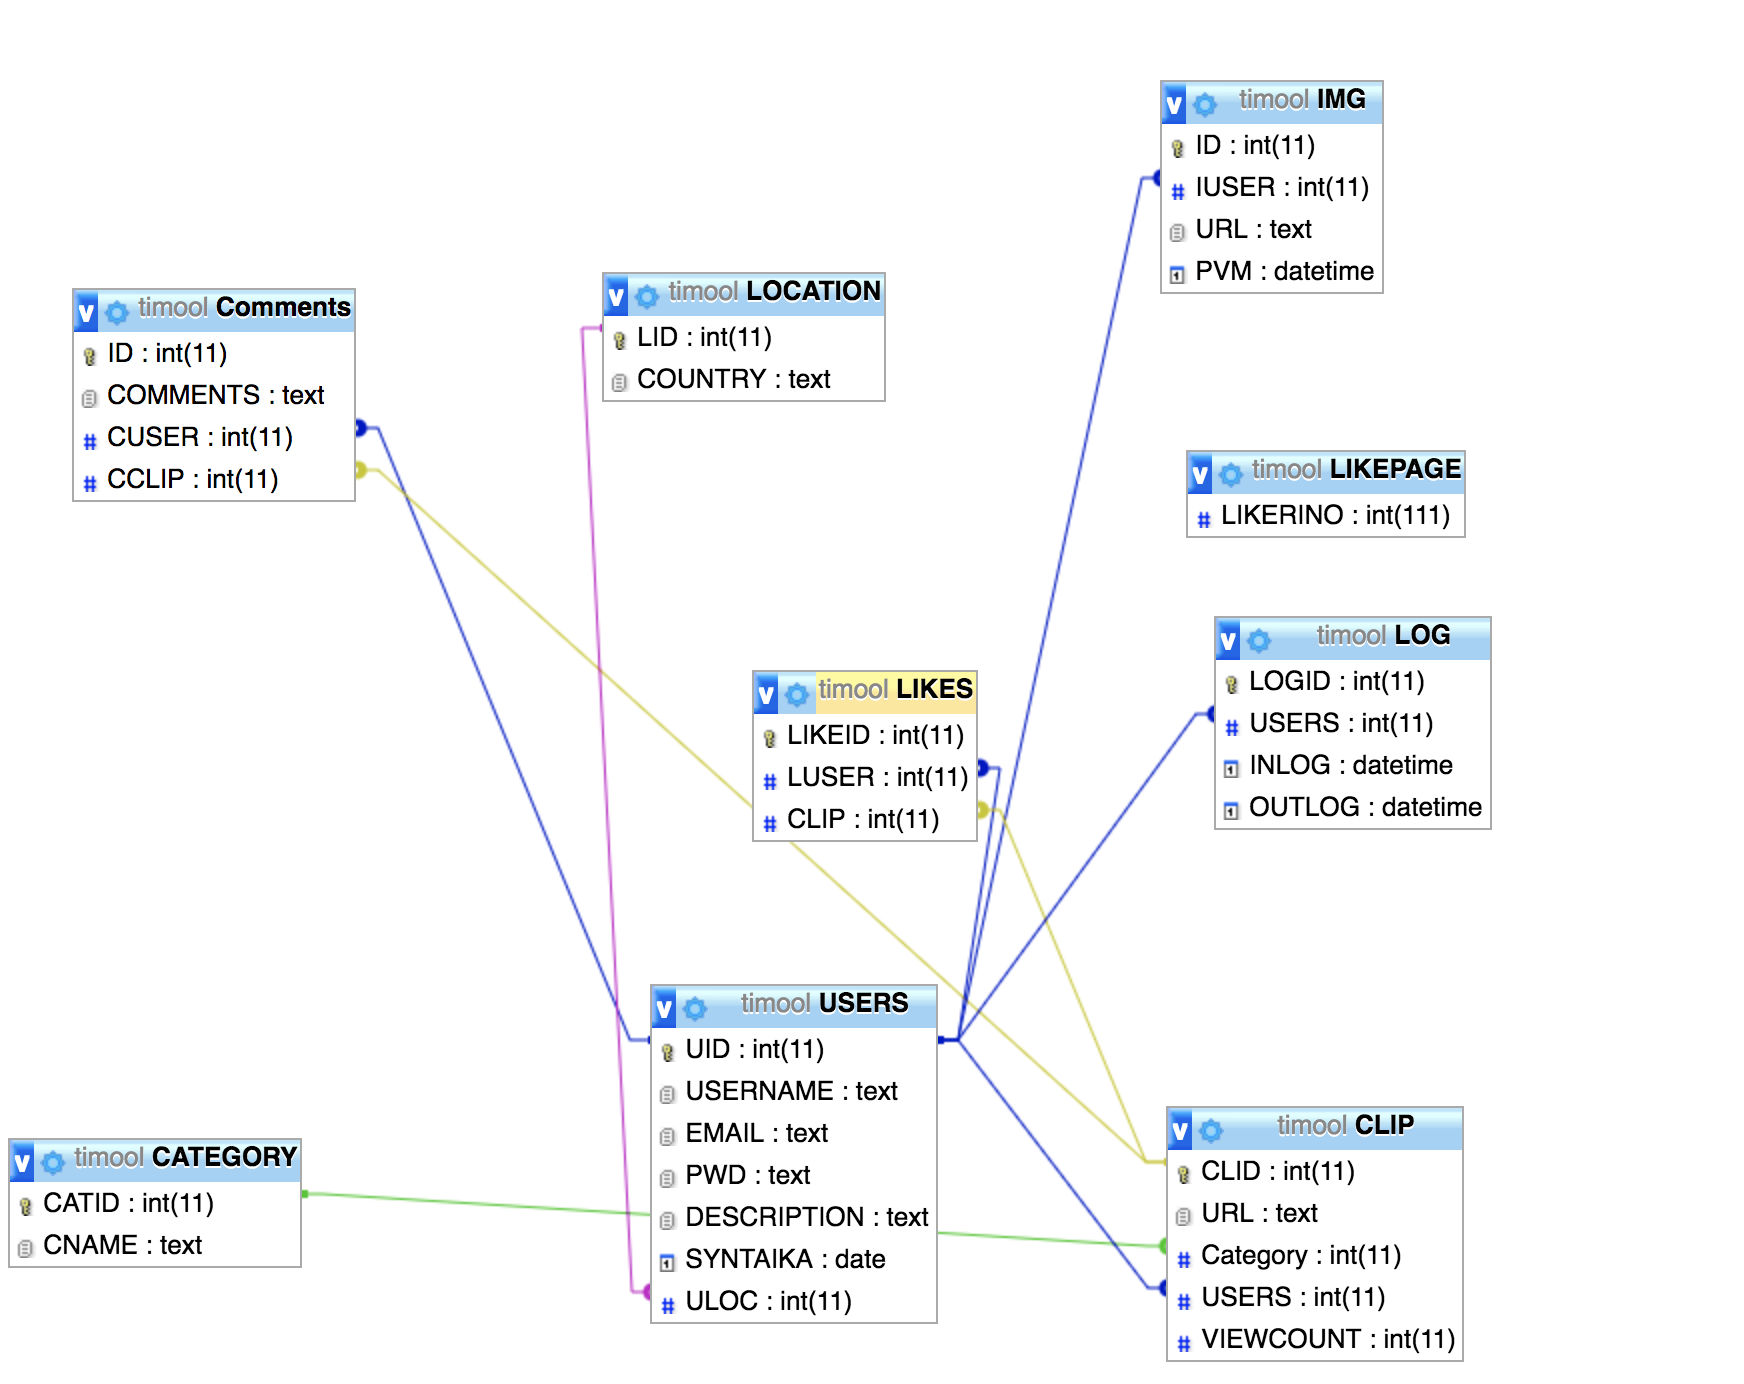 timool IMG
ID : int(11)
IUSER : int(11)
URL : text
PVM : datetime
timool Comments
ID : int(11)
COMMENTS : text
CUSER : int(11)
CCLIP : int(11)
timool LOCATION
LID : int(11)
COUNTRY : text
timool LIKEPAGE
LIKERINO : int(111)
timool LOG
LOGID : int(11)
USERS : int(11)
INLOG : datetime
OUTLOG : datetime
timool LIKES
LIKEID : int(11)
LUSER : int(11)
CLIP : int(11)
timool USERS
UID : int(11)
USERNAME : text
EMAIL : text
PWD : text
DESCRIPTION : text
SYNTAIKA : date
ULOC : int(11)
timool CATEGORY
CATID : int(11)
CNAME : text
timool CLIP
CLID : int(11)
URL : text
Category : int(11)
USERS : int(11)
VIEWCOUNT : int(11)